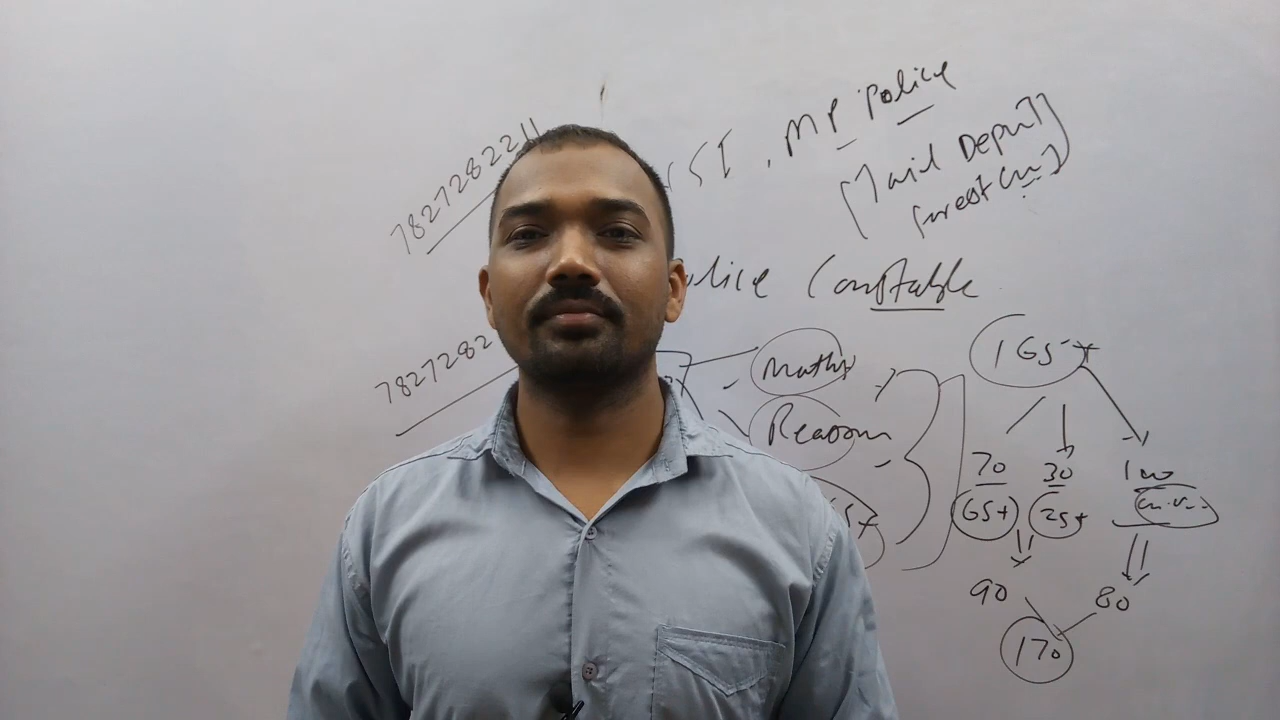 7827282211
SI, MP Police
[Jail Deptt]
Forest
Constable
7827282
165+
Maths
Reason
70 30 100
65+ 25+
90 80
170